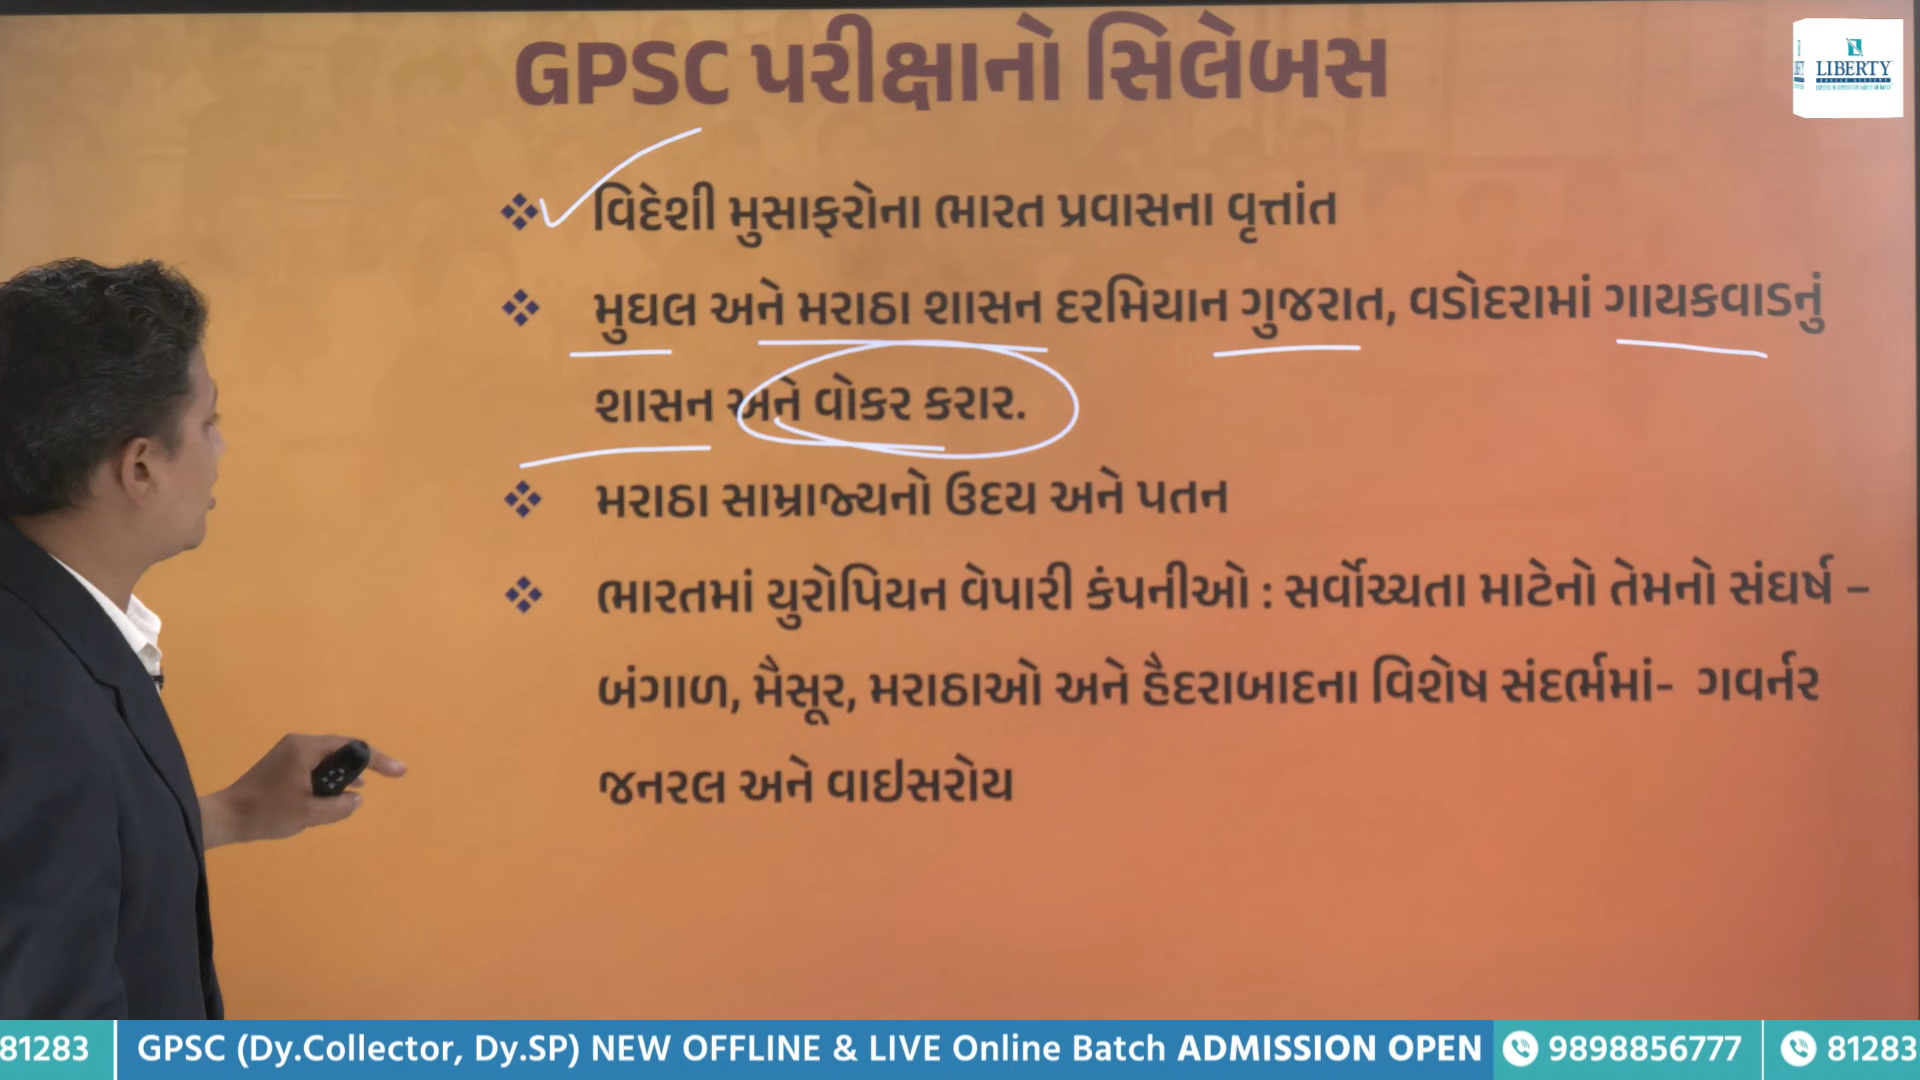 GPSC પરીક્ષાનો સિલેબસ
LIBERTY
❖ વિદેશી મુસાફરોના ભારત પ્રવાસના વૃત્તાંત
❖ મુઘલ અને મરાઠા શાસન દરમિયાન ગુજરાત, વડોદરામાં ગાયકવાડનું
શાસન અને વોકર કરાર.
❖ મરાઠા સામ્રાજ્યનો ઉદય અને પતન
❖ ભારતમાં યુરોપિયન વેપારી કંપનીઓ : સર્વોચ્ચતા માટેનો તેમનો સંઘર્ષ –
બંગાળ, મૈસૂર, મરાઠાઓ અને હૈદરાબાદના વિશેષ સંદર્ભમાં- ગવર્નર
જનરલ અને વાઇસરોય
81283 GPSC (Dy.Collector, Dy.SP) NEW OFFLINE & LIVE Online Batch ADMISSION OPEN 9898856777 81283